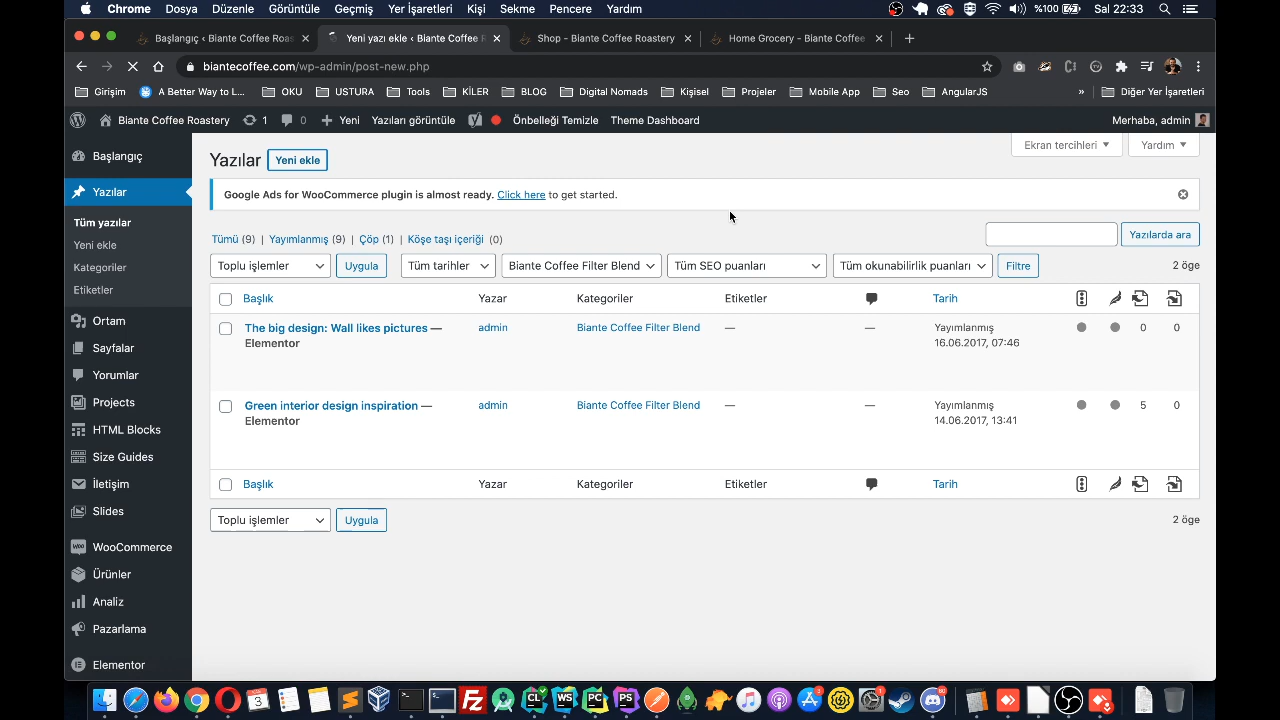 Chrome Dosya Düzenle Görüntüle Geçmiş Yer İşaretleri Kişi Sekme Pencere Yardım %100 Sal 22:33
Başlangıç ‹ Biante Coffee Roas Yeni yazı ekle ‹ Biante Coffee R Shop - Biante Coffee Roastery Home Grocery - Biante Coffee
biantecoffee.com/wp-admin/post-new.php
Girişim A Better Way to L... OKU USTURA Tools KİLER BLOG Digital Nomads Kişisel Projeler Mobile App Seo AngularJS » Diğer Yer İşaretleri
Biante Coffee Roastery 1 0 Yeni Yazıları görüntüle Önbelleği Temizle Theme Dashboard Merhaba, admin
Ekran tercihleri Yardım
Yazılar Yeni ekle
Google Ads for WooCommerce plugin is almost ready. Click here to get started.
Tümü (9) | Yayımlanmış (9) | Çöp (1) | Köşe taşı içeriği (0)
Yazılarda ara
Toplu işlemler Uygula Tüm tarihler Biante Coffee Filter Blend Tüm SEO puanları Tüm okunabilirlik puanları Filtre 2 öge
Başlık Yazar Kategoriler Etiketler Tarih
The big design: Wall likes pictures — admin Biante Coffee Filter Blend — — Yayımlanmış 0 0
Elementor 16.06.2017, 07:46
Green interior design inspiration — admin Biante Coffee Filter Blend — — Yayımlanmış 5 0
Elementor 14.06.2017, 13:41
Başlık Yazar Kategoriler Etiketler Tarih
Toplu işlemler Uygula 2 öge
Başlangıç
Yazılar
Tüm yazılar
Yeni ekle
Kategoriler
Etiketler
Ortam
Sayfalar
Yorumlar
Projects
HTML Blocks
Size Guides
İletişim
Slides
WooCommerce
Ürünler
Analiz
Pazarlama
Elementor